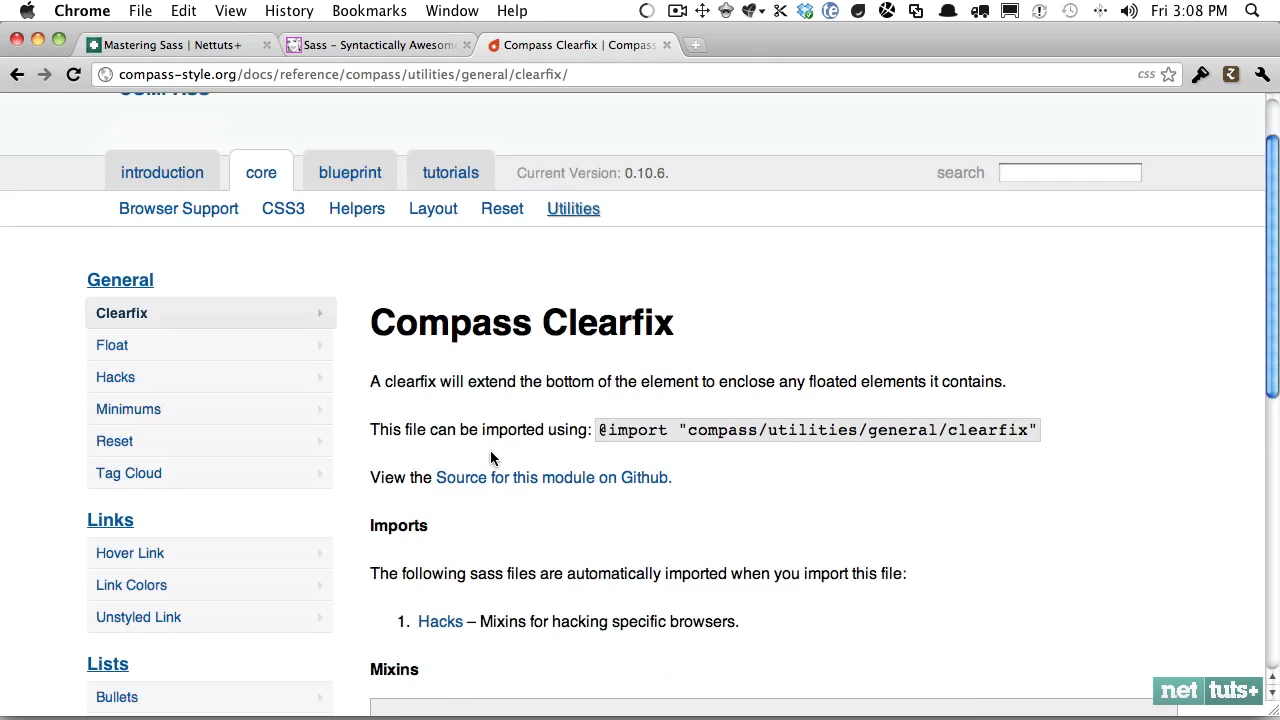 Chrome File Edit View History Bookmarks Window Help Fri 3:08 PM
Mastering Sass | Nettuts+ Sass - Syntactically Awesome Compass Clearfix | Compass
compass-style.org/docs/reference/compass/utilities/general/clearfix/ css
introduction core blueprint tutorials Current Version: 0.10.6. search
Browser Support CSS3 Helpers Layout Reset Utilities
General
Clearfix
Float
Hacks
Minimums
Reset
Tag Cloud
Links
Hover Link
Link Colors
Unstyled Link
Lists
Bullets
Compass Clearfix
A clearfix will extend the bottom of the element to enclose any floated elements it contains.
This file can be imported using: @import "compass/utilities/general/clearfix"
View the Source for this module on Github.
Imports
The following sass files are automatically imported when you import this file:
1. Hacks – Mixins for hacking specific browsers.
Mixins
net tuts+